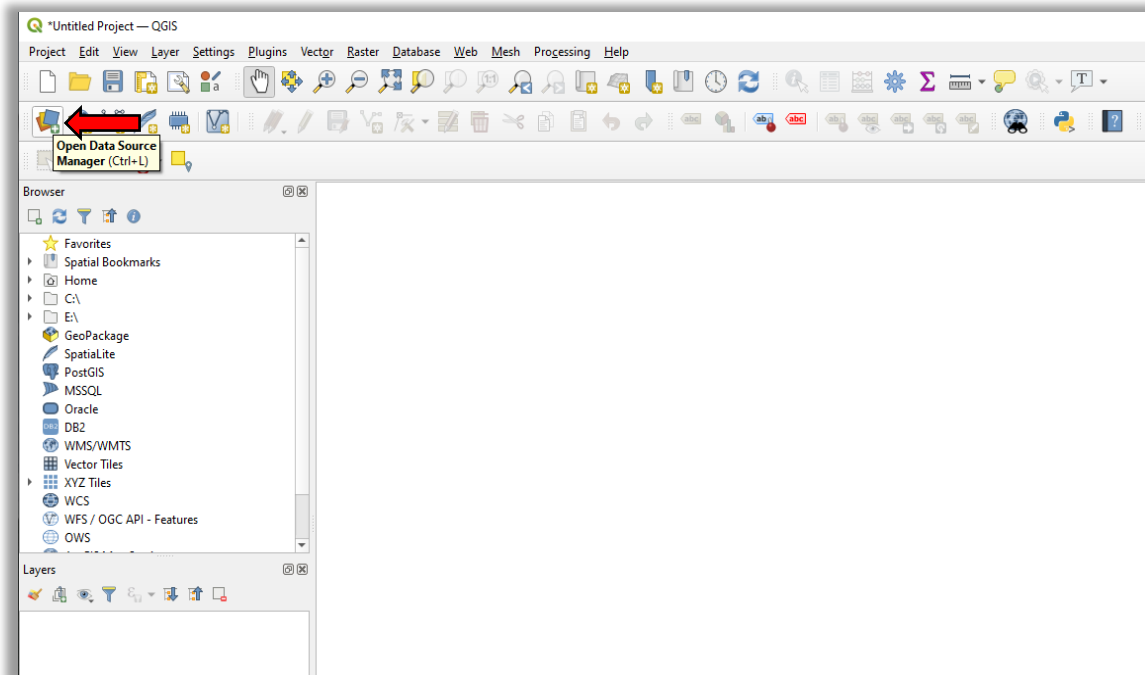 *Untitled Project — QGIS
Project Edit View Layer Settings Plugins Vector Raster Database Web Mesh Processing Help
Open Data Source
Manager (Ctrl+L)
Browser
Favorites
Spatial Bookmarks
Home
C:\
E:\
GeoPackage
SpatiaLite
PostGIS
MSSQL
Oracle
DB2
WMS/WMTS
Vector Tiles
XYZ Tiles
WCS
WFS / OGC API - Features
OWS
Layers